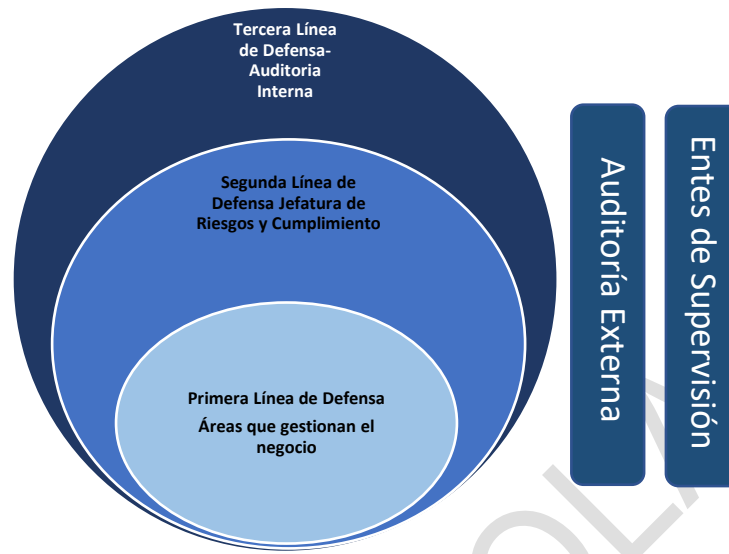 Tercera Línea
de Defensa-
Auditoria
Interna
Segunda Línea de
Defensa Jefatura de
Riesgos y Cumplimiento
Primera Línea de Defensa
Áreas que gestionan el
negocio
Auditoría Externa
Entes de Supervisión